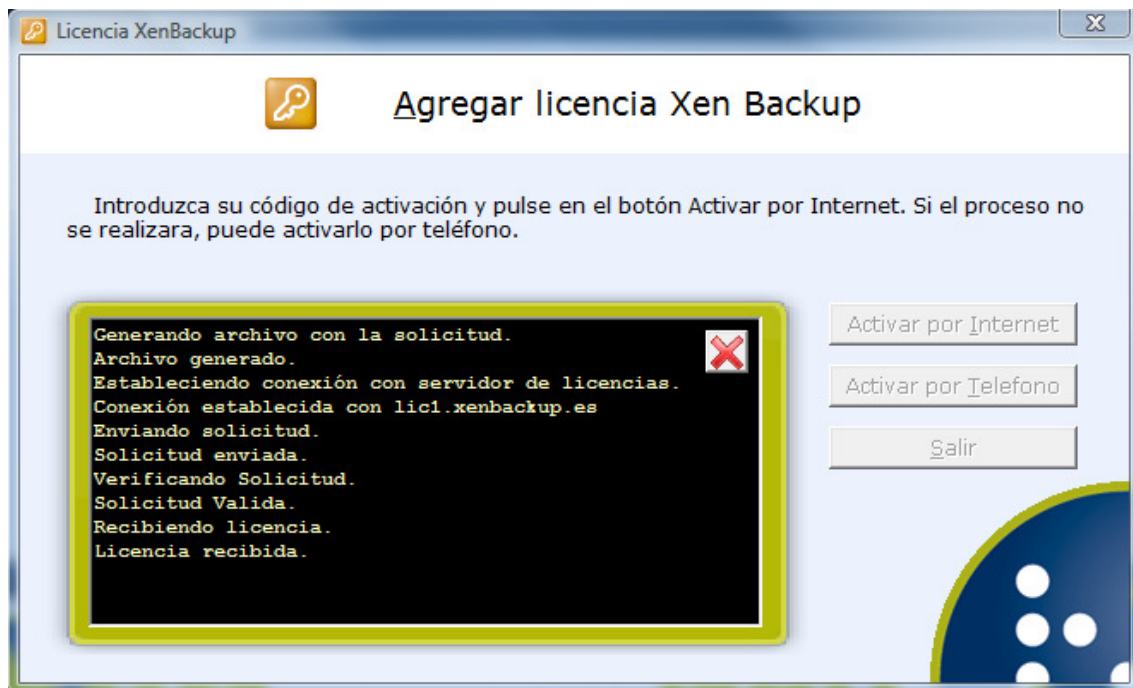 Licencia XenBackup
Agregar licencia Xen Backup
Introduzca su código de activación y pulse en el botón Activar por Internet. Si el proceso no
se realizara, puede activarlo por teléfono.
Generando archivo con la solicitud.
Archivo generado.
Estableciendo conexión con servidor de licencias.
Conexión establecida con lic1.xenbackup.es
Enviando solicitud.
Solicitud enviada.
Verificando Solicitud.
Solicitud Valida.
Recibiendo licencia.
Licencia recibida.
Activar por Internet
Activar por Telefono
Salir